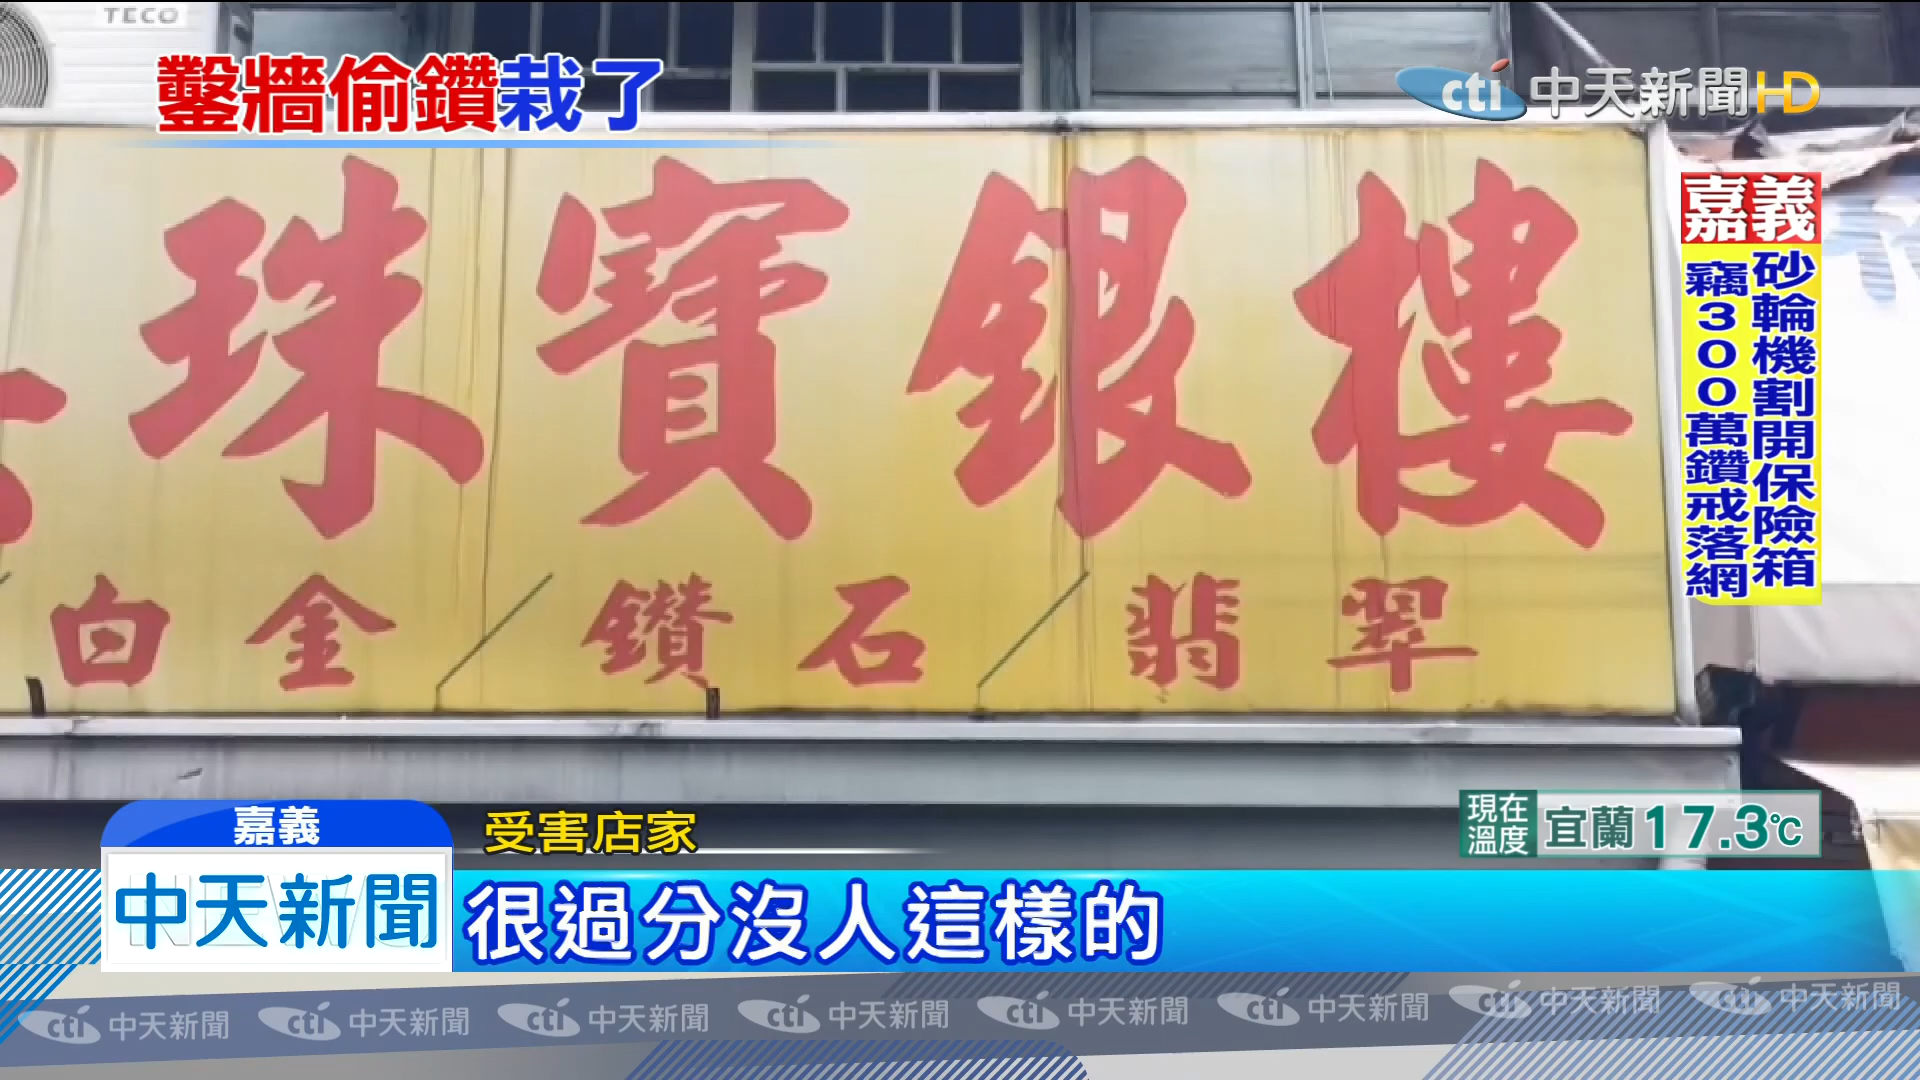 TECO
鑿牆偷鑽栽了
cti 中天新聞HD
珠寶銀樓
白金/鑽石/翡翠
嘉義
砂輪機割開保險箱
竊300萬鑽戒落網
現在溫度 宜蘭17.3℃
嘉義
受害店家
中天新聞
很過分沒人這樣的
cti 中天新聞 cti 中天新聞 cti 中天新聞 cti 中天新聞 cti 中天新聞 cti 中天新聞 cti 中天新聞 cti 中天新聞